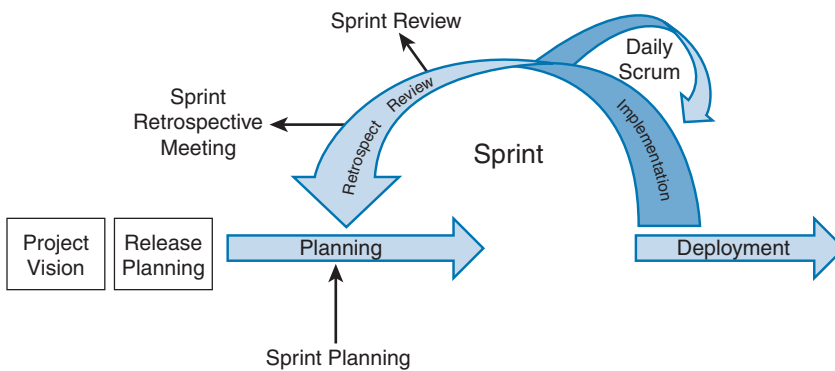 Sprint Review
Daily
Scrum
Sprint
Retrospective
Meeting
Retrospect Review
Implementation
Sprint
Project
Vision
Release
Planning
Planning
Deployment
Sprint Planning